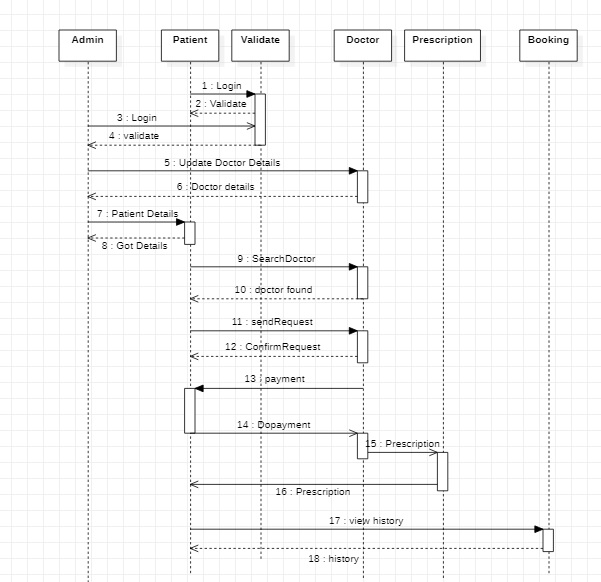 Admin
Patient
Validate
Doctor
Prescription
Booking
1 : Login
2 : Validate
3 : Login
4 : validate
5 : Update Doctor Details
6 : Doctor details
7 : Patient Details
8 : Got Details
9 : SearchDoctor
10 : doctor found
11 : sendRequest
12 : ConfirmRequest
13 : payment
14 : Dopayment
15 : Prescription
16 : Prescription
17 : view history
18 : history